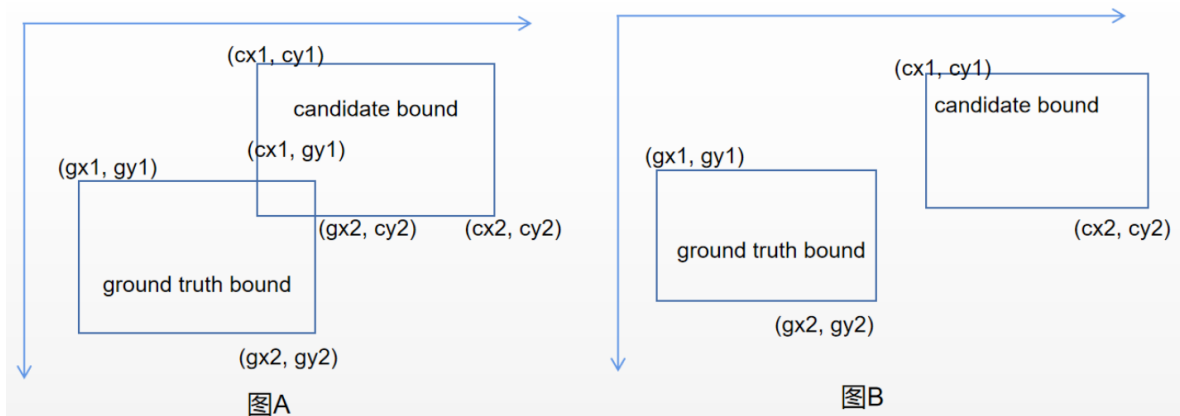 (cx1, cy1)
candidate bound
(cx1, gy1)
(gx1, gy1)
(gx2, cy2)
(cx2, cy2)
ground truth bound
(gx2, gy2)
图A
(cx1, cy1)
candidate bound
(gx1, gy1)
(cx2, cy2)
ground truth bound
(gx2, gy2)
图B